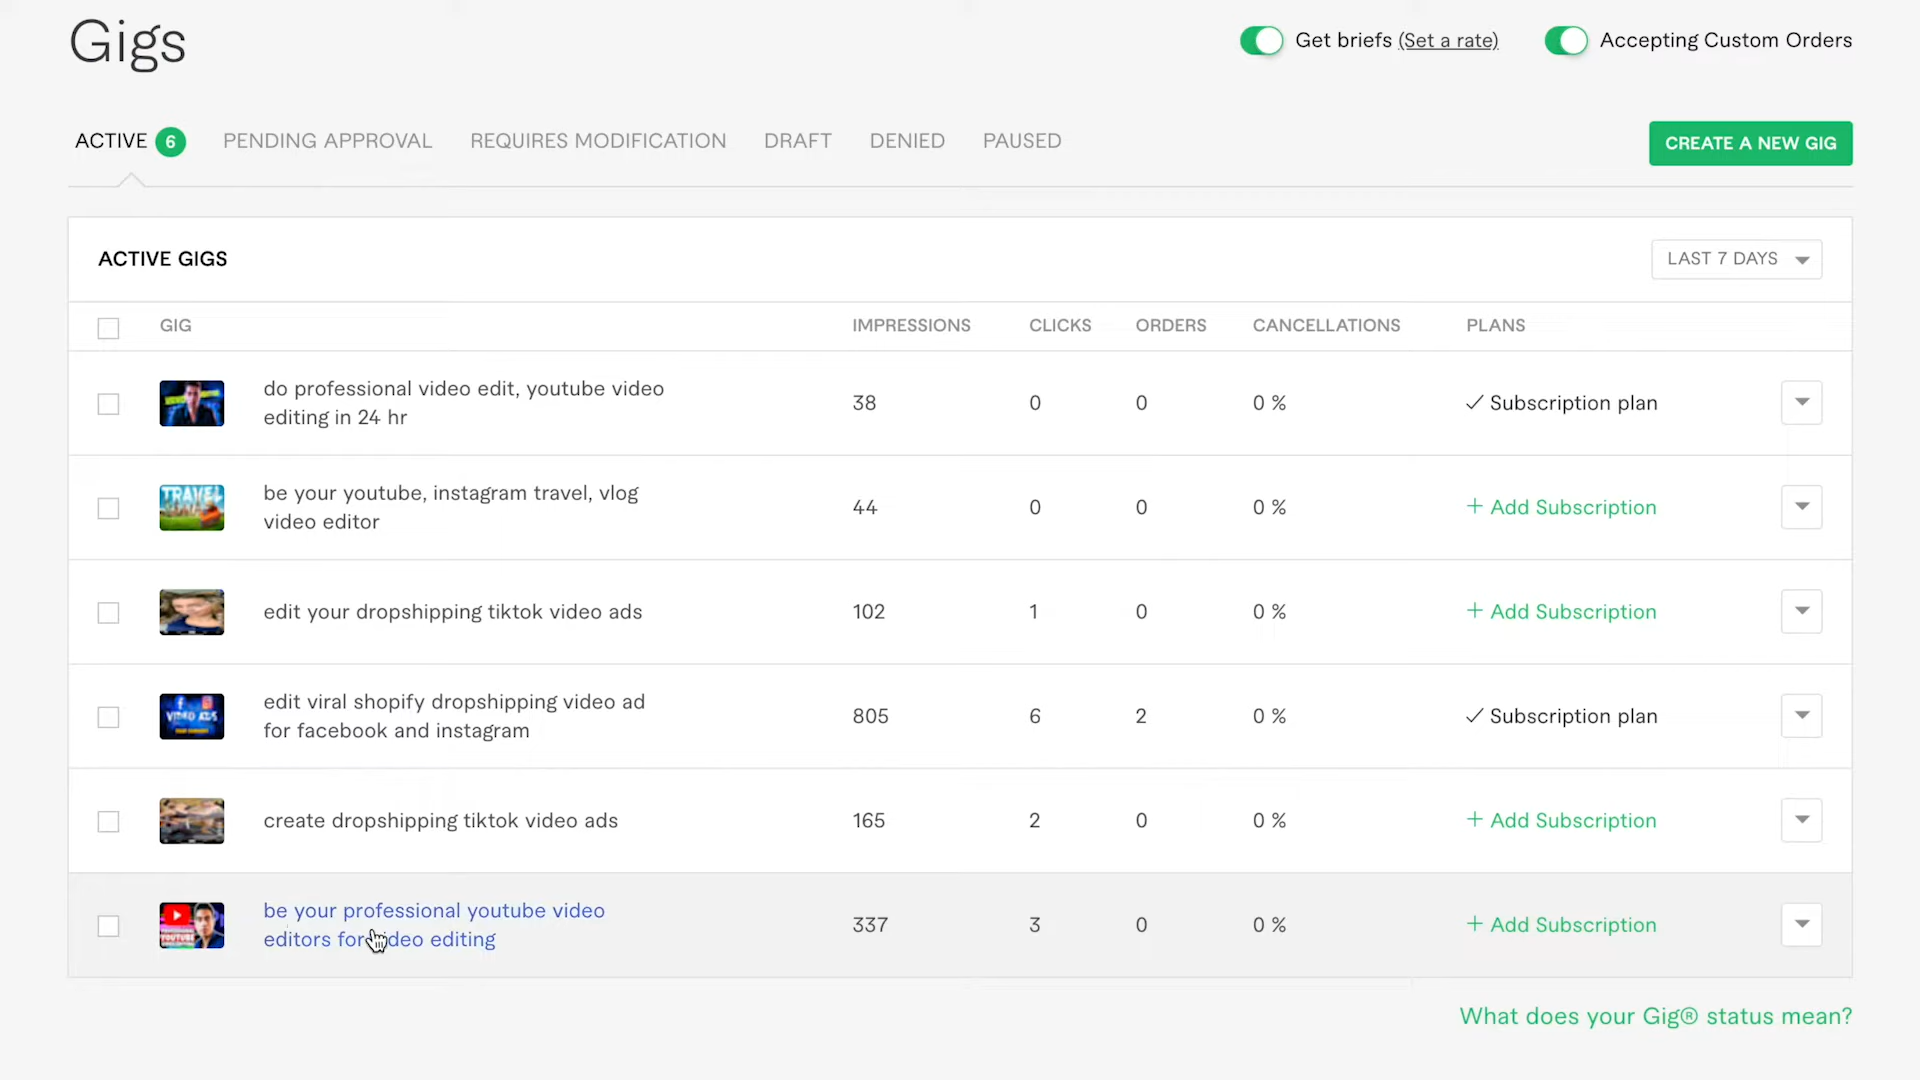 Gigs
Get briefs (Set a rate)
Accepting Custom Orders
ACTIVE 6
PENDING APPROVAL
REQUIRES MODIFICATION
DRAFT
DENIED
PAUSED
CREATE A NEW GIG
ACTIVE GIGS
LAST 7 DAYS
GIG IMPRESSIONS CLICKS ORDERS CANCELLATIONS PLANS
do professional video edit, youtube video
editing in 24 hr
38 0 0 0 % Subscription plan
TRAVEL
be your youtube, instagram travel, vlog
video editor
44 0 0 0 % + Add Subscription
edit your dropshipping tiktok video ads
102 1 0 0 % + Add Subscription
VIDEO ADS
edit viral shopify dropshipping video ad
for facebook and instagram
805 6 2 0 % Subscription plan
create dropshipping tiktok video ads
165 2 0 0 % + Add Subscription
be your professional youtube video
editors for video editing
337 3 0 0 % + Add Subscription
What does your Gig® status mean?